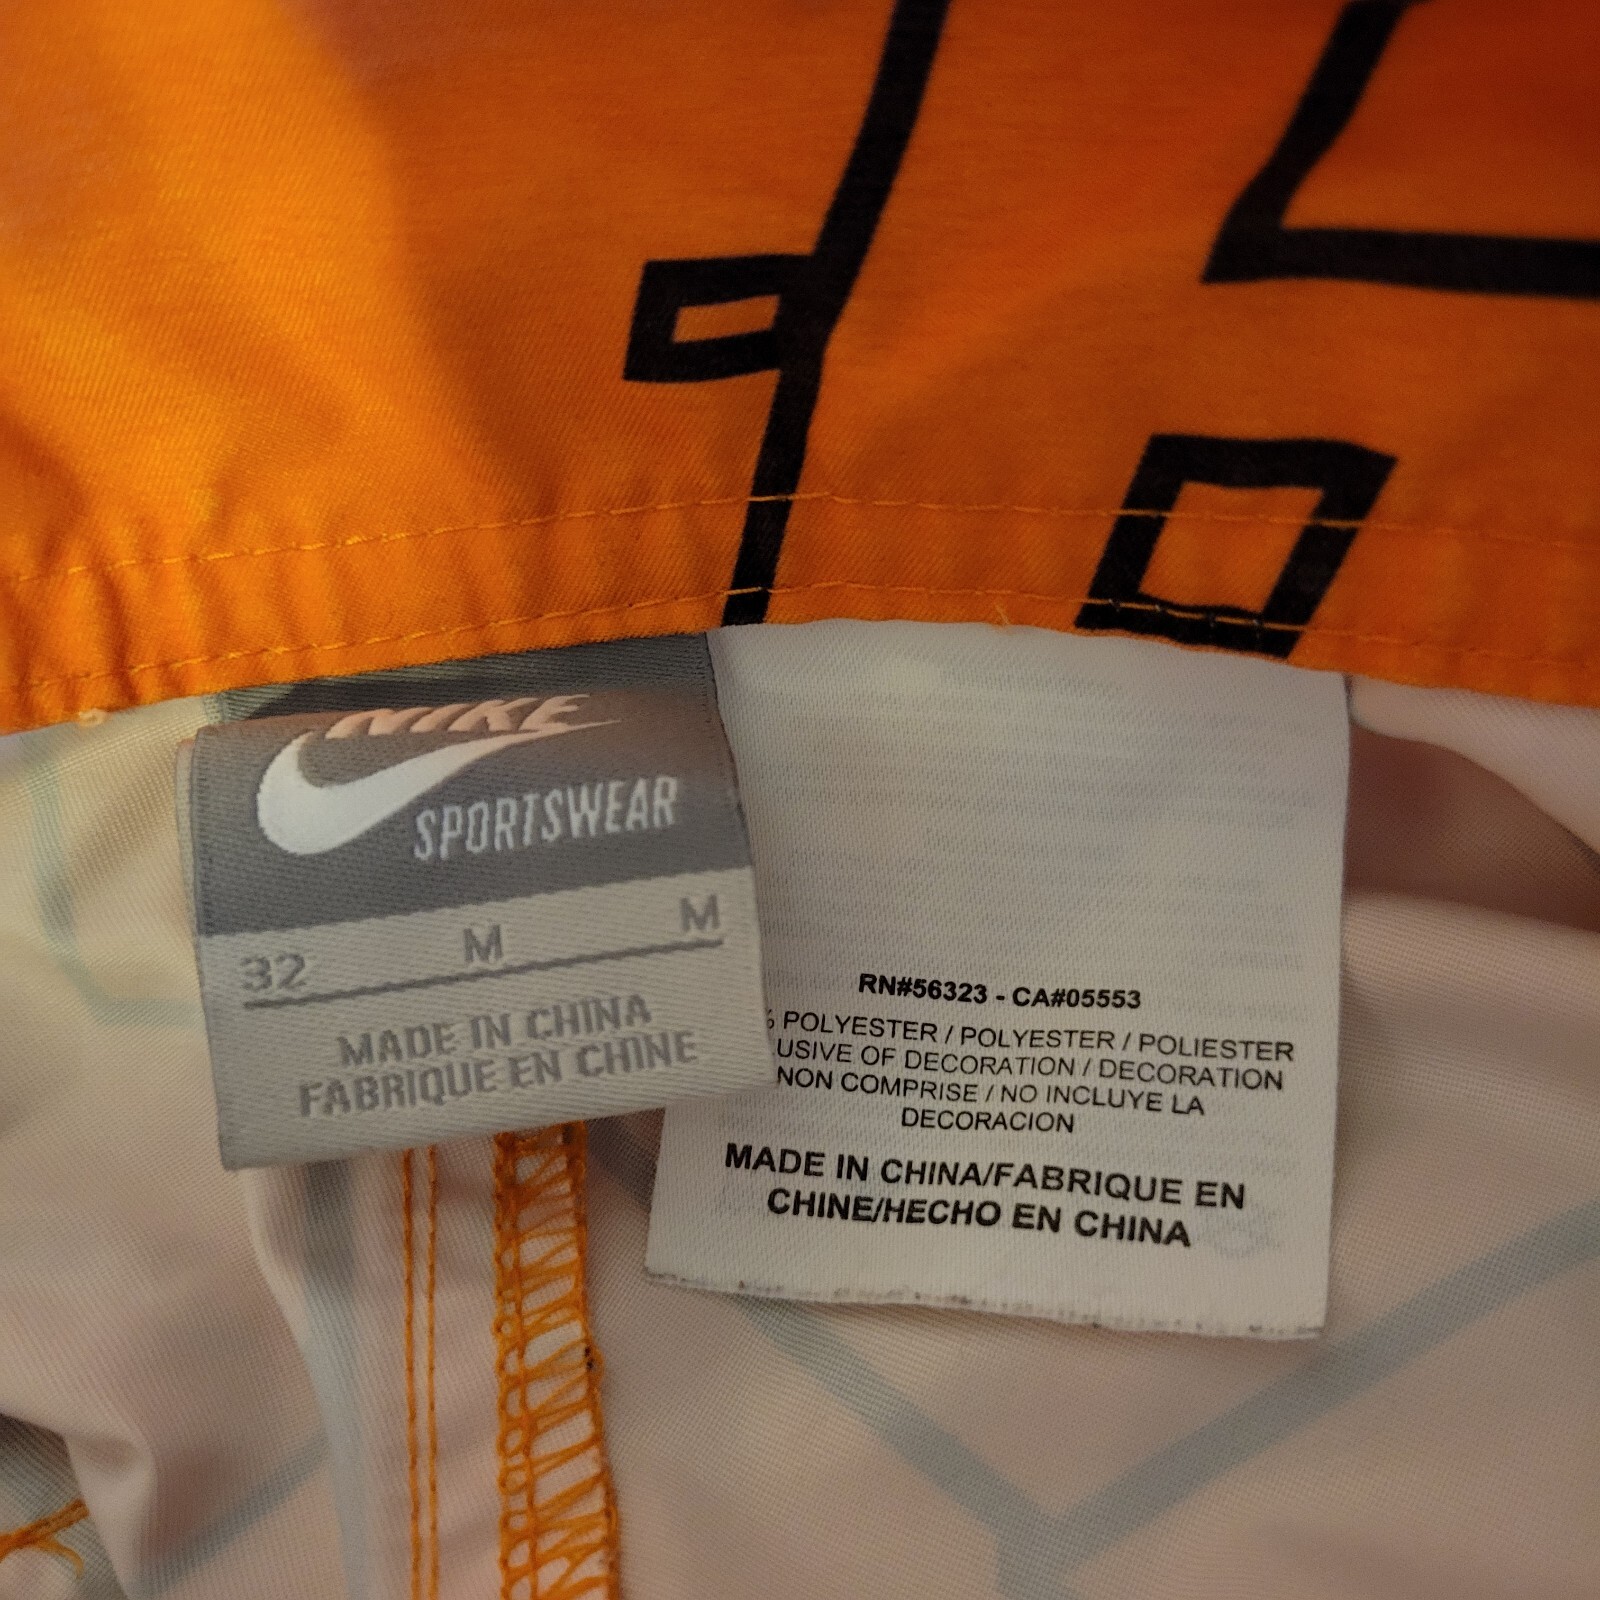 NIKE
SPORTSWEAR
32 M M
MADE IN CHINA
FABRIQUE EN CHINE
RN#56323 - CA#05553
% POLYESTER / POLYESTER / POLIESTER
USIVE OF DECORATION / DECORATION
NON COMPRISE / NO INCLUYE LA
DECORACION
MADE IN CHINA/FABRIQUE EN
CHINE/HECHO EN CHINA